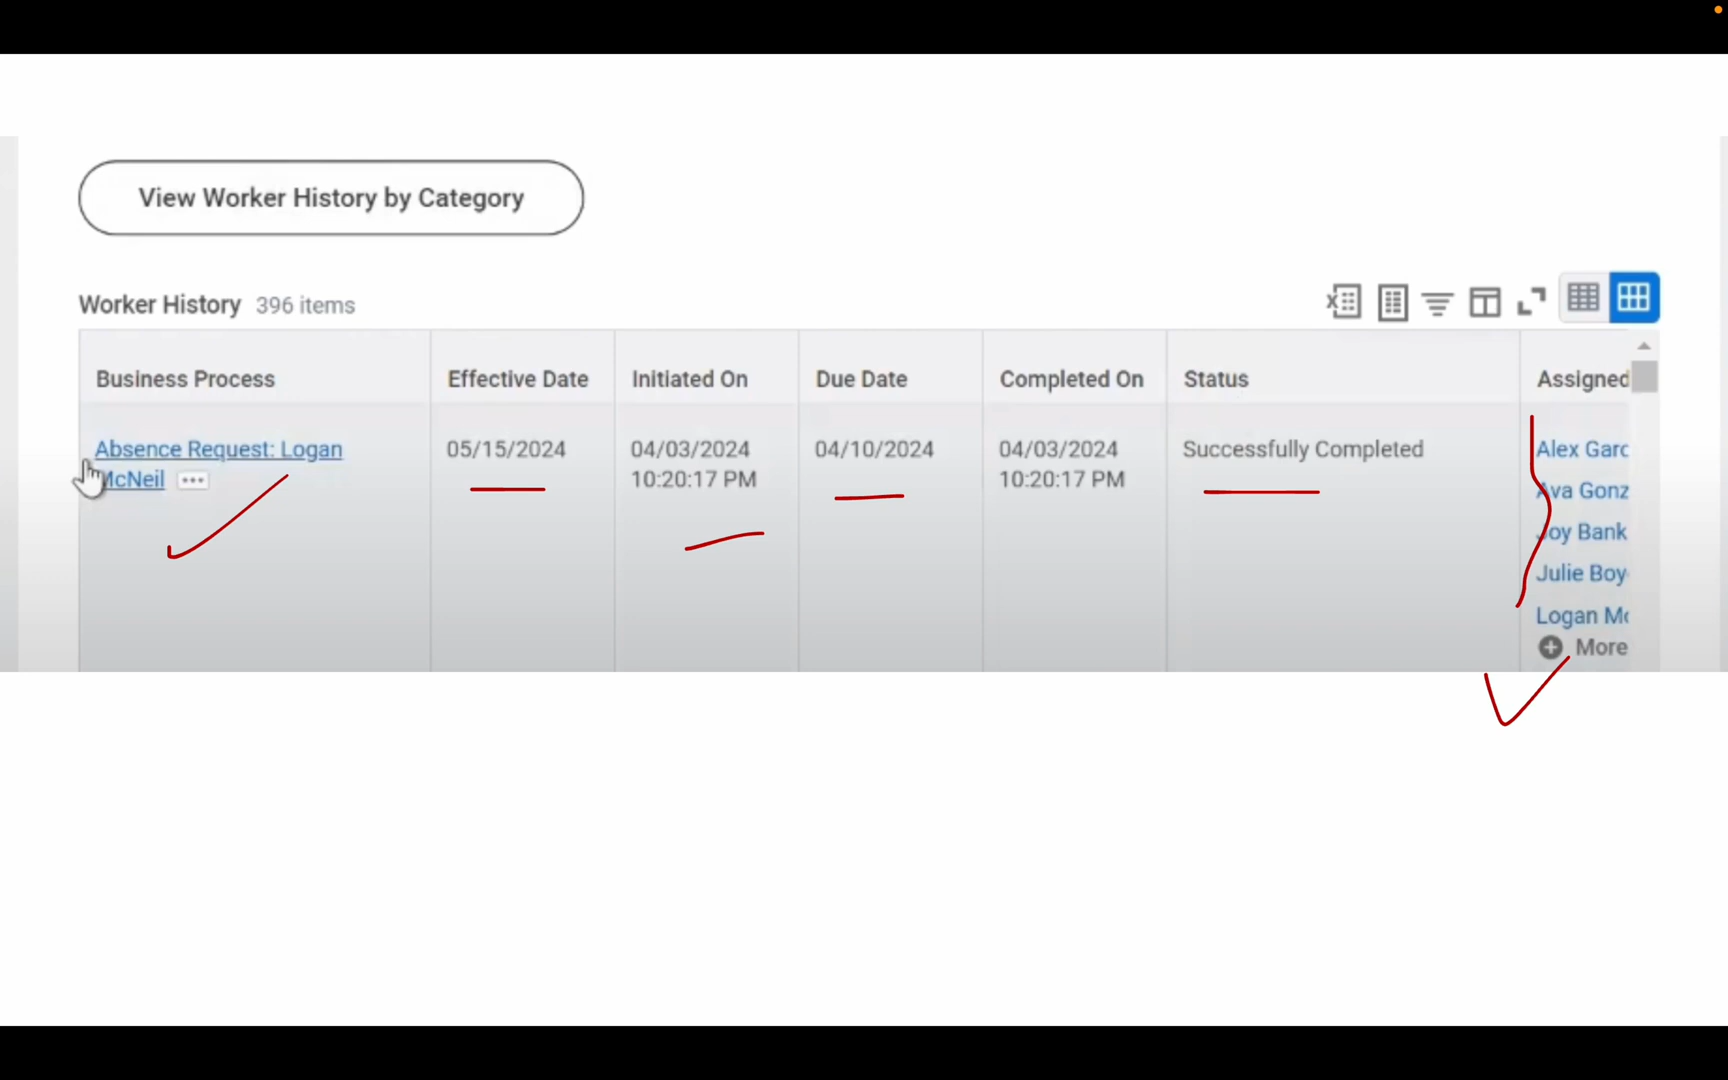 View Worker History by Category
Worker History 396 items
Business Process Effective Date Initiated On Due Date Completed On Status Assigned
Absence Request: Logan 05/15/2024 04/03/2024 04/10/2024 04/03/2024 Successfully Completed Alex Garc
McNeil 10:20:17 PM 10:20:17 PM
Ava Gonz
Joy Bank
Julie Boy
Logan Mc
More